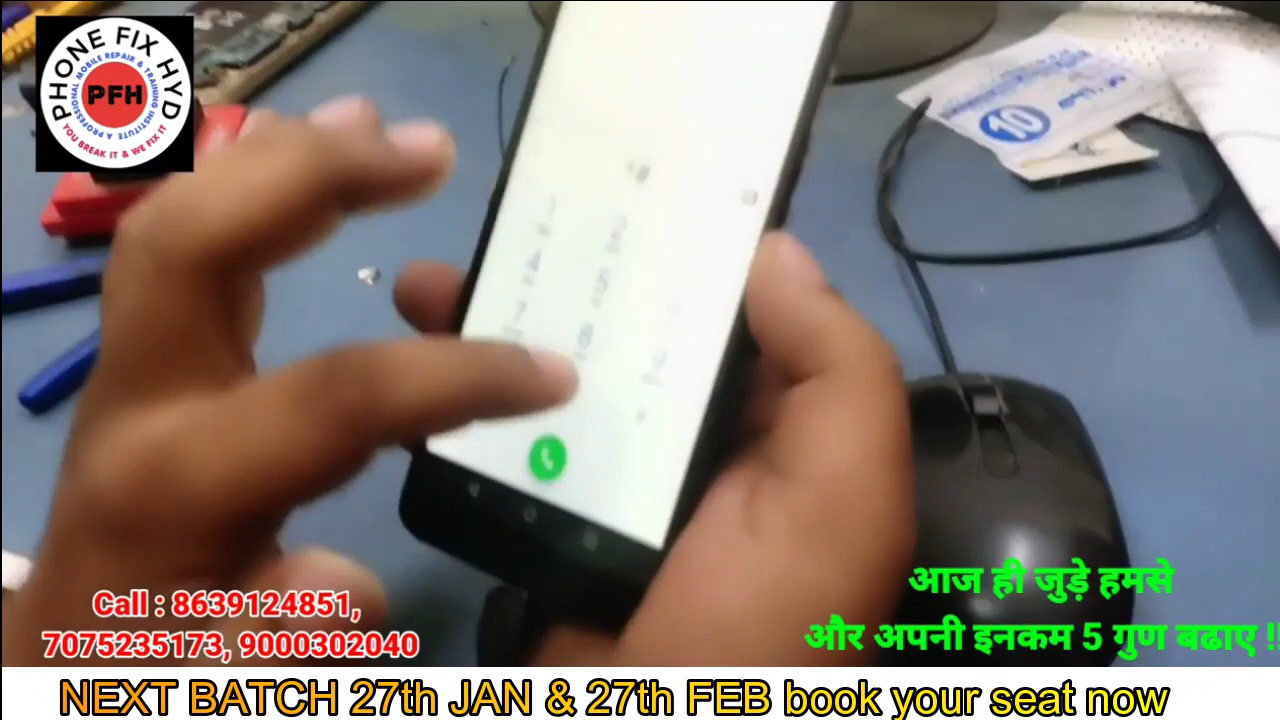 PHONE FIX HYD
A PROFESSIONAL MOBILE REPAIR & TRAINING INSTITUTE
PFH
YOU BREAK IT & WE FIX IT
10
Call : 8639124851,
7075235173, 9000302040
आज ही जुड़े हमसे
और अपनी इनकम 5 गुण बढाए !!
NEXT BATCH 27th JAN & 27th FEB book your seat now